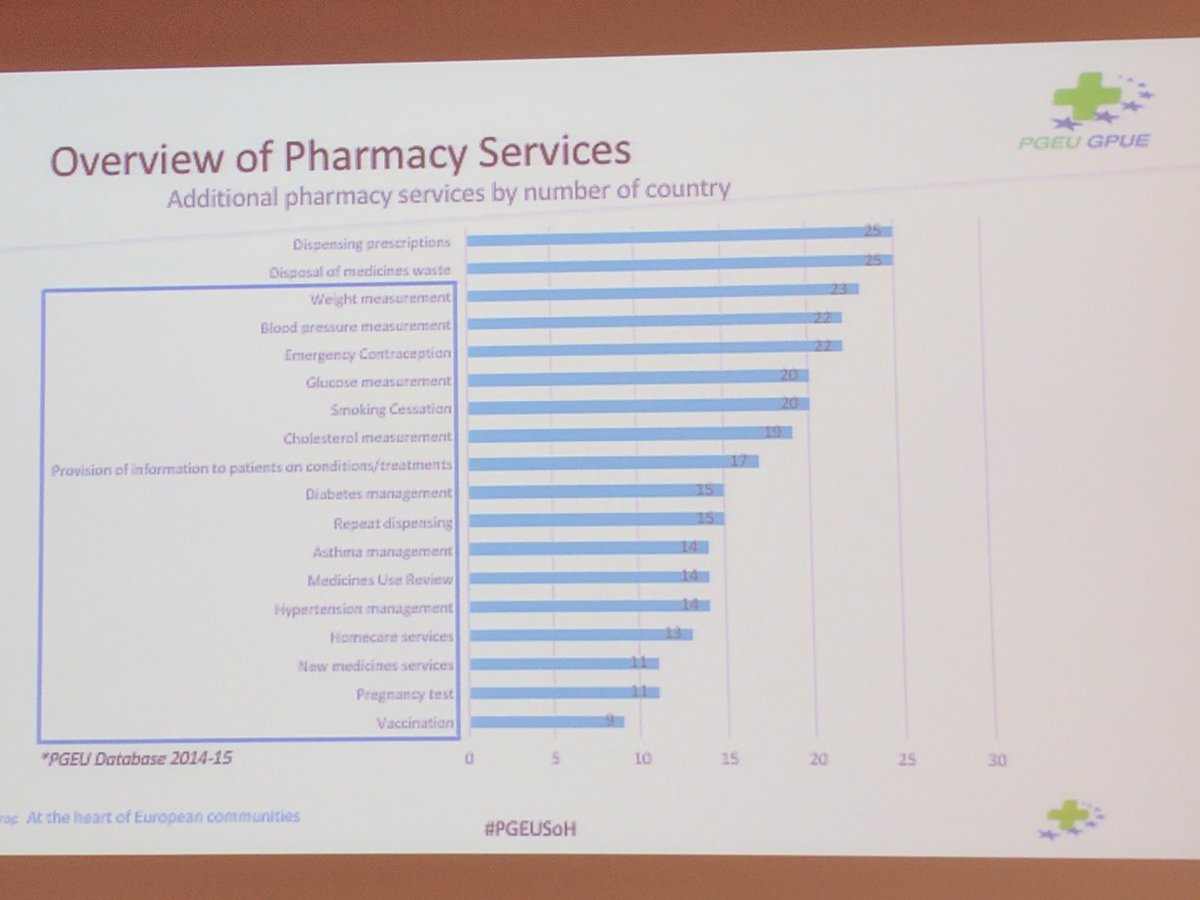 PGEU GPUE
Overview of Pharmacy Services
Additional pharmacy services by number of country
Dispensing prescriptions 25
Disposal of medicines waste 25
Weight measurement 23
Blood pressure measurement 22
Emergency Contraception 22
Glucose measurement 20
Smoking Cessation 20
Cholesterol measurement 19
Provision of information to patients on conditions/treatments 17
Diabetes management 15
Repeat dispensing 15
Asthma management 14
Medicines Use Review 14
Hypertension management 14
Homecare services 13
New medicines services 11
Pregnancy test 11
Vaccination 9
0 5 10 15 20 25 30
*PGEU Database 2014-15
At the heart of European communities
#PGEUSoH